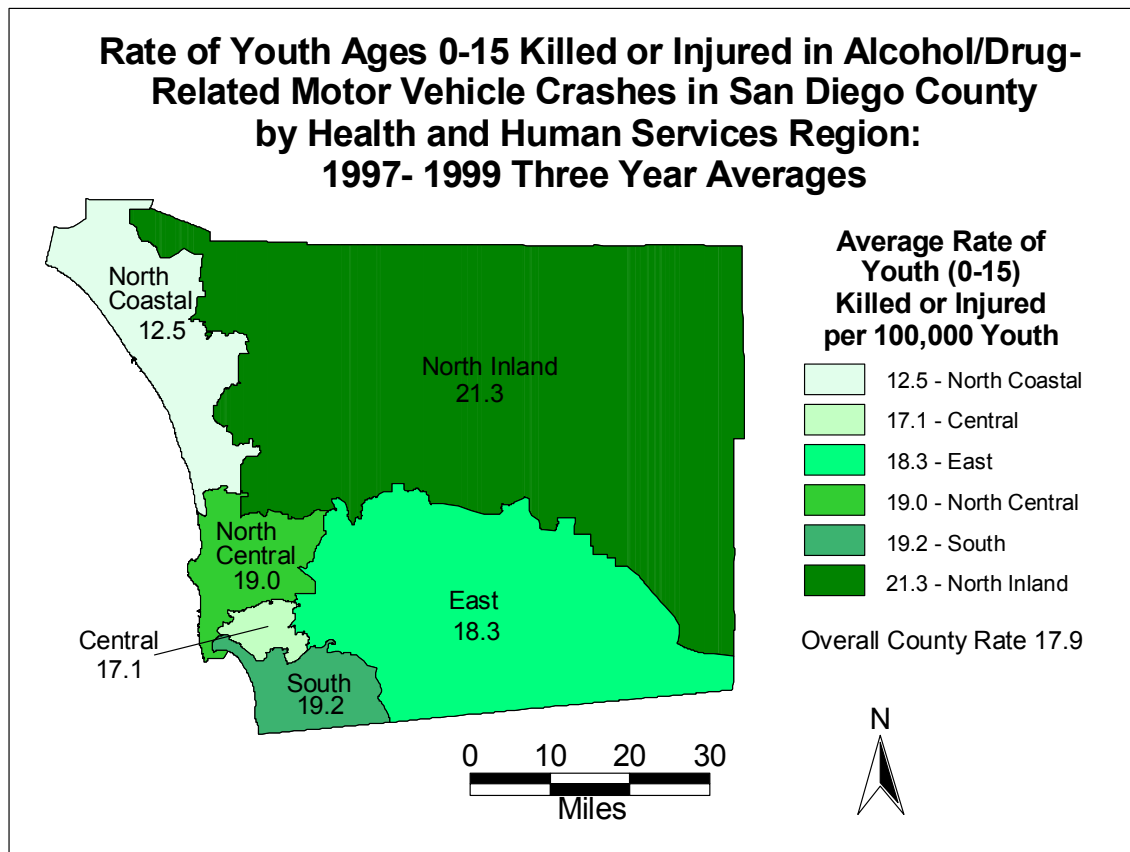 Rate of Youth Ages 0-15 Killed or Injured in Alcohol/Drug-
Related Motor Vehicle Crashes in San Diego County
by Health and Human Services Region:
1997- 1999 Three Year Averages
North
Coastal
12.5
North Inland
21.3
North
Central
19.0
East
18.3
Central
17.1
South
19.2
Average Rate of
Youth (0-15)
Killed or Injured
per 100,000 Youth
12.5 - North Coastal
17.1 - Central
18.3 - East
19.0 - North Central
19.2 - South
21.3 - North Inland
Overall County Rate 17.9
N
0 10 20 30
Miles